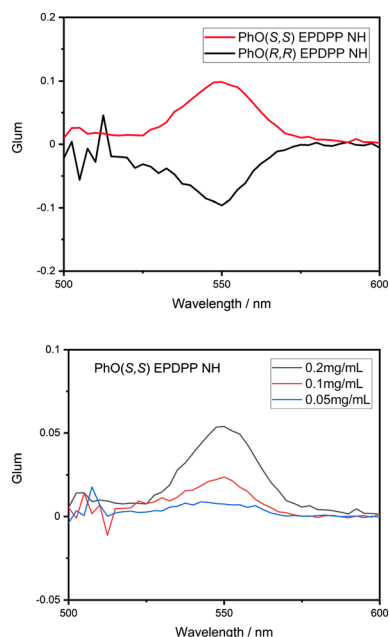 0.2
PhO(S,S) EPDPP NH
PhO(R,R) EPDPP NH
0.1
Glum
0
-0.1
-0.2
500
550
600
Wavelength / nm
0.1
PhO(S,S) EPDPP NH
0.2mg/mL
0.1mg/mL
0.05mg/mL
0.05
Glum
0
-0.05
500
550
600
Wavelength / nm